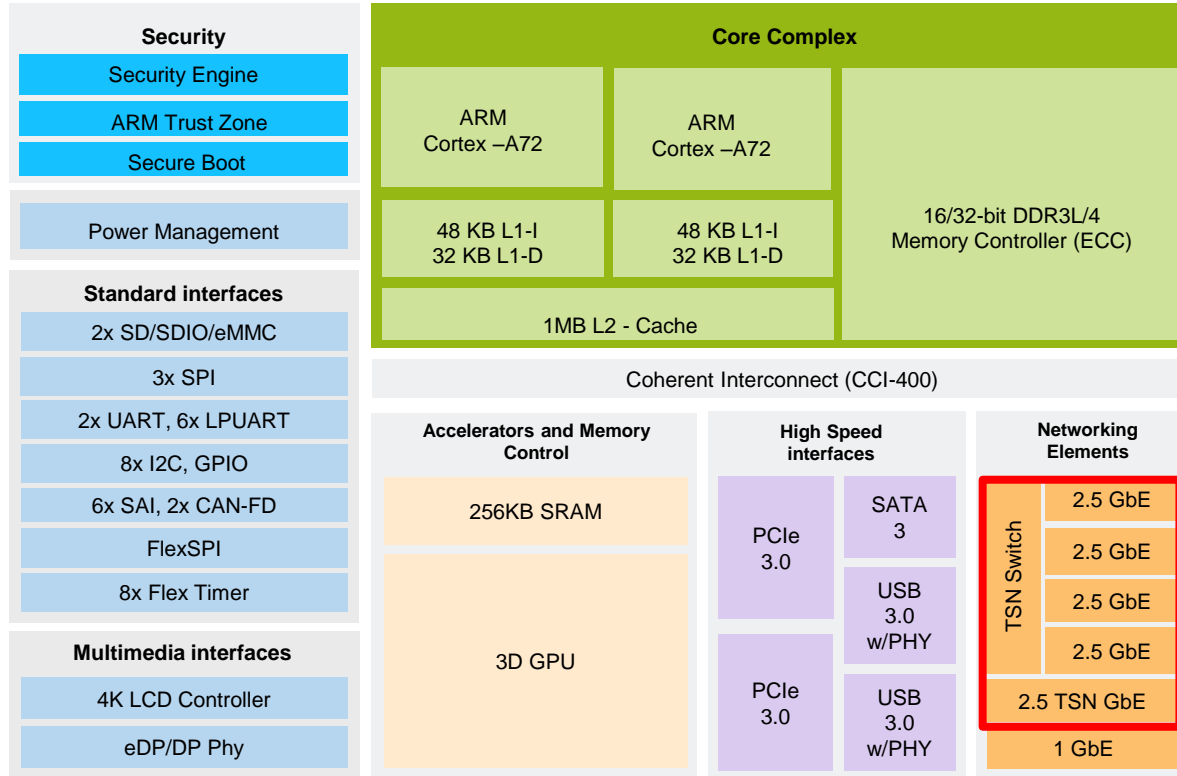 Security
Security Engine
ARM Trust Zone
Secure Boot
Power Management
Standard interfaces
2x SD/SDIO/eMMC
3x SPI
2x UART, 6x LPUART
8x I2C, GPIO
6x SAI, 2x CAN-FD
FlexSPI
8x Flex Timer
Multimedia interfaces
4K LCD Controller
eDP/DP Phy
Core Complex
ARM
Cortex –A72
ARM
Cortex –A72
48 KB L1-I
32 KB L1-D
48 KB L1-I
32 KB L1-D
1MB L2 - Cache
16/32-bit DDR3L/4
Memory Controller (ECC)
Coherent Interconnect (CCI-400)
Accelerators and Memory
Control
256KB SRAM
3D GPU
High Speed
interfaces
PCIe
3.0
PCIe
3.0
SATA
3
USB
3.0
w/PHY
USB
3.0
w/PHY
Networking
Elements
TSN Switch
2.5 GbE
2.5 GbE
2.5 GbE
2.5 GbE
2.5 TSN GbE
1 GbE